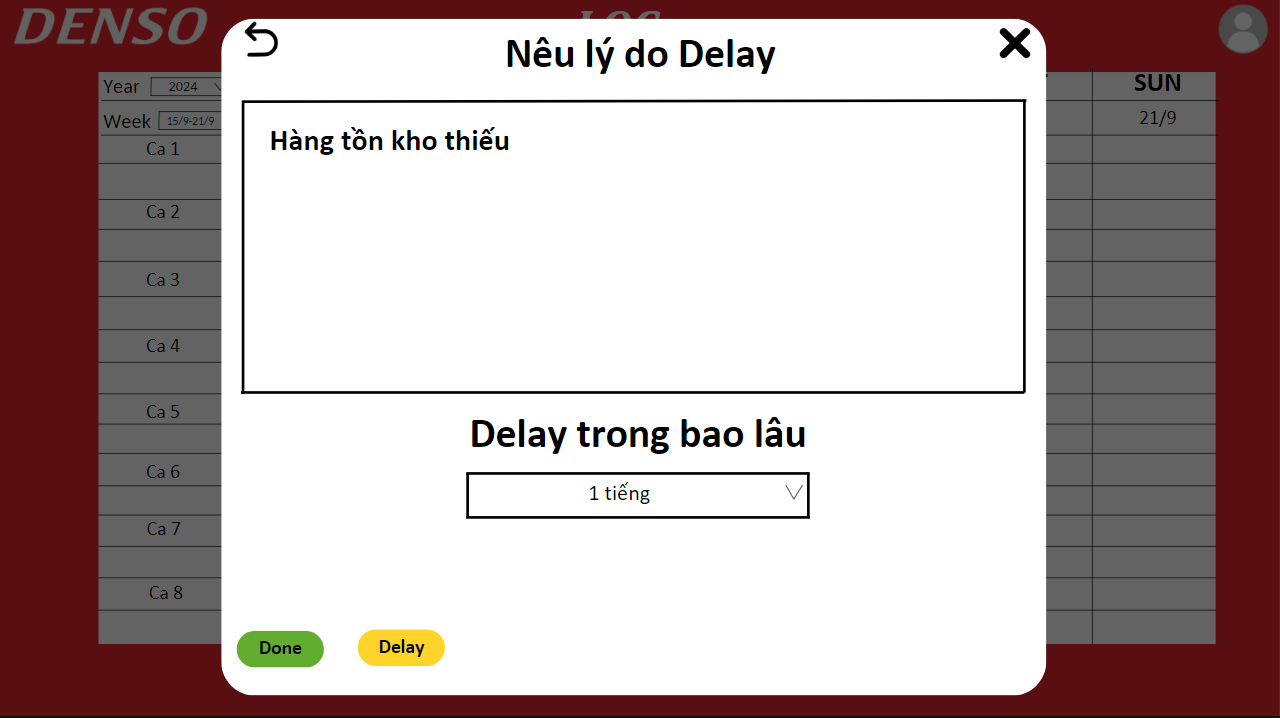 DENSO
Nêu lý do Delay
Year 2024
SUN
Week 15/9-21/9
21/9
Hàng tồn kho thiếu
Ca 1
Ca 2
Ca 3
Ca 4
Ca 5
Ca 6
Ca 7
Ca 8
Delay trong bao lâu
1 tiếng
Done
Delay